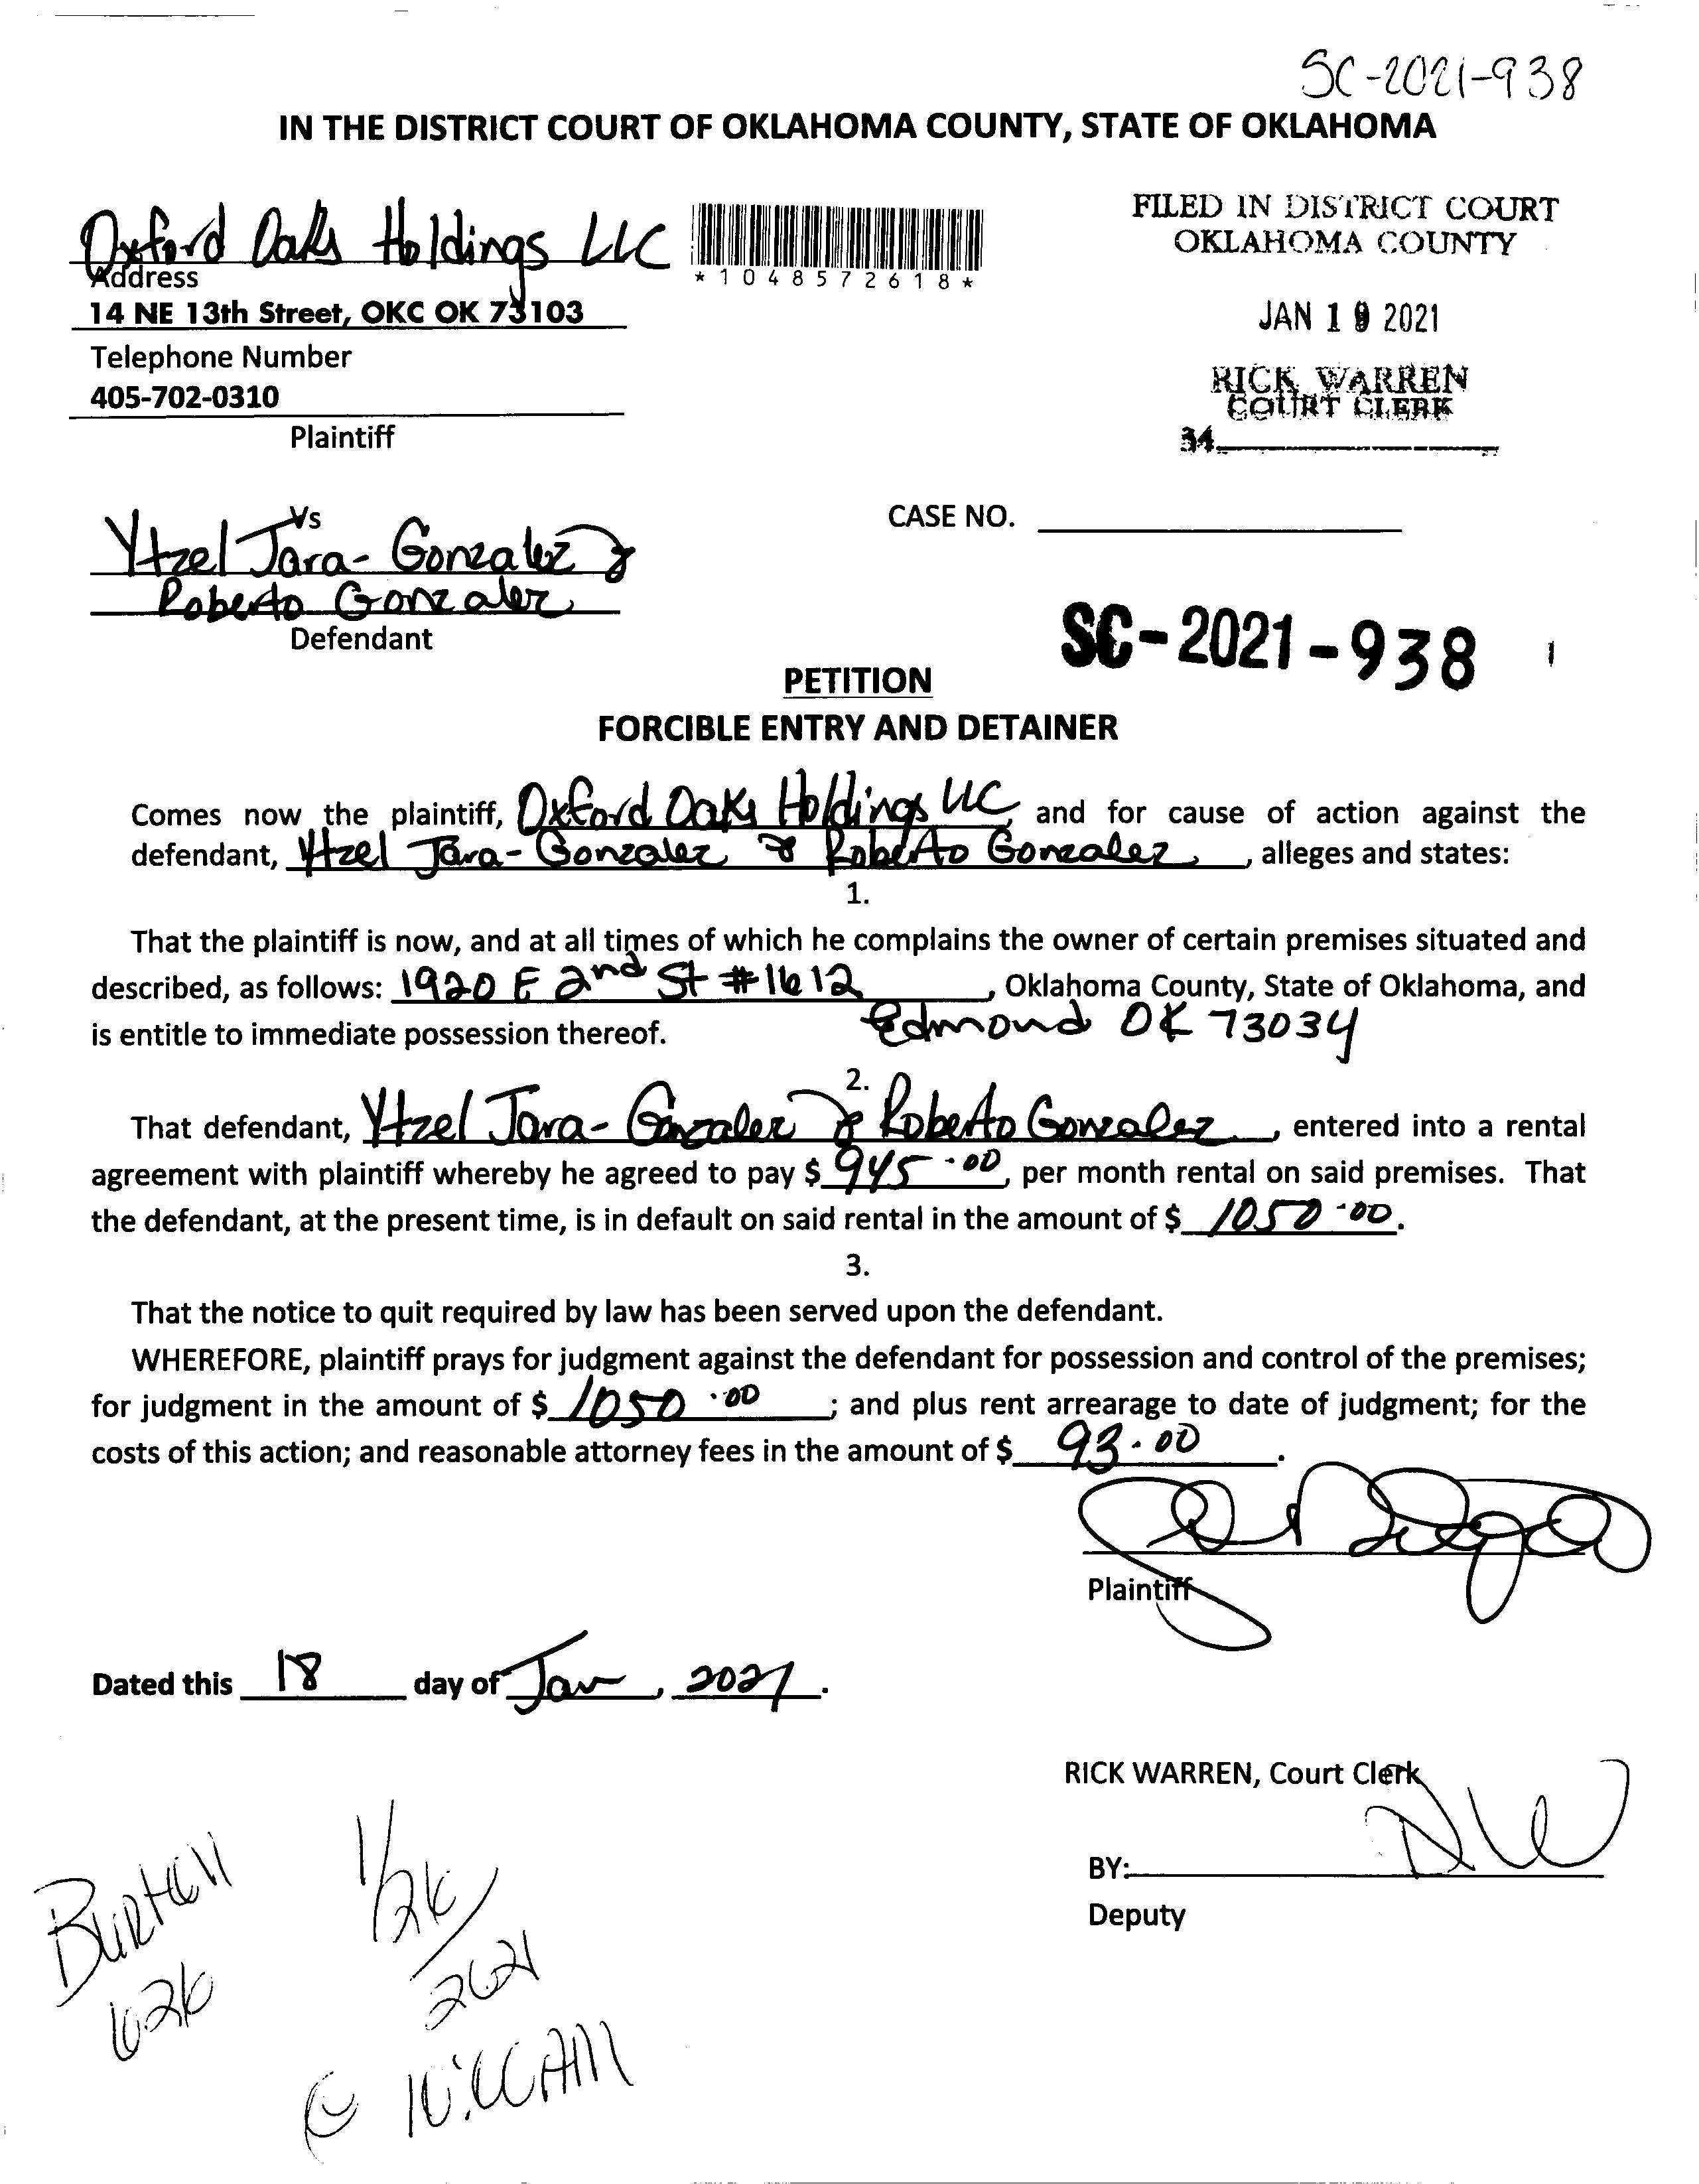 SC-2021-938
IN THE DISTRICT COURT OF OKLAHOMA COUNTY, STATE OF OKLAHOMA
Oxford Oaks Holdings LLC
*1048572618*
FILED IN DISTRICT COURT
OKLAHOMA COUNTY
Address
14 NE 13th Street, OKC OK 73103
JAN 19 2021
Telephone Number
405-702-0310
RICK WARREN
COURT CLERK
34
Plaintiff
Vs
CASE NO.
Ytzel Jara-Gonzalez &
Roberto Gonzalez
Defendant
SC-2021-938
PETITION
FORCIBLE ENTRY AND DETAINER
Comes now the plaintiff, Oxford Oaks Holdings LLC, and for cause of action against the
defendant, Ytzel Jara-Gonzalez & Roberto Gonzalez, alleges and states:
1.
That the plaintiff is now, and at all times of which he complains the owner of certain premises situated and
described, as follows: 1920 E 2nd St #1612, Oklahoma County, State of Oklahoma, and
is entitle to immediate possession thereof. Edmond OK 73034
2.
That defendant, Ytzel Jara-Gonzalez & Roberto Gonzalez, entered into a rental
agreement with plaintiff whereby he agreed to pay $ 945.00, per month rental on said premises. That
the defendant, at the present time, is in default on said rental in the amount of $ 1050.00.
3.
That the notice to quit required by law has been served upon the defendant.
WHEREFORE, plaintiff prays for judgment against the defendant for possession and control of the premises;
for judgment in the amount of $ 1050.00; and plus rent arrearage to date of judgment; for the
costs of this action; and reasonable attorney fees in the amount of $ 93.00.
Plaintiff
Dated this 18 day of Jan, 2021.
RICK WARREN, Court Clerk
BY:
Deputy
1/26
2021